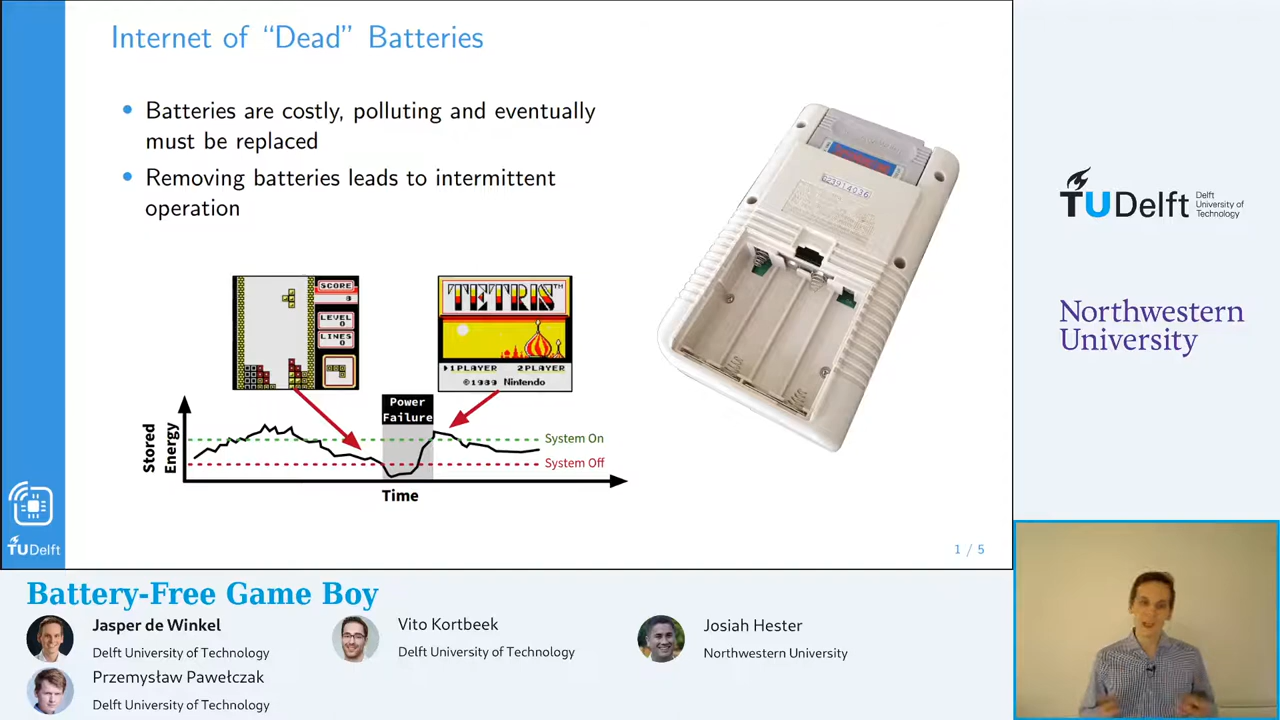 Internet of “Dead” Batteries
Batteries are costly, polluting and eventually
must be replaced
Removing batteries leads to intermittent
operation
SCORE
LEVEL
0
LINES
0
TETRIS™
1PLAYER 2PLAYER
©1989 Nintendo
Power
Failure
Stored
Energy
System On
System Off
Time
1 / 5
TUDelft
TUDelft
Delft
University of
Technology
Northwestern
University
Battery-Free Game Boy
Jasper de Winkel
Delft University of Technology
Vito Kortbeek
Delft University of Technology
Josiah Hester
Northwestern University
Przemysław Pawełczak
Delft University of Technology